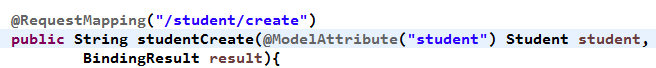 @RequestMapping("/student/create")
public String studentCreate(@ModelAttribute("student") Student student,
BindingResult result){